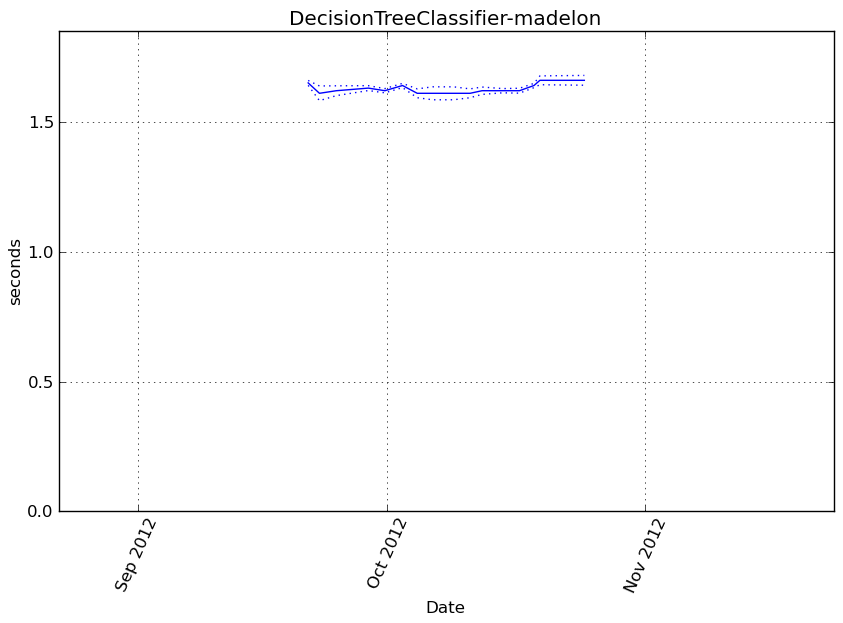 DecisionTreeClassifier-madelon
1.5
1.0
0.5
0.0
seconds
Sep 2012
Oct 2012
Nov 2012
Date